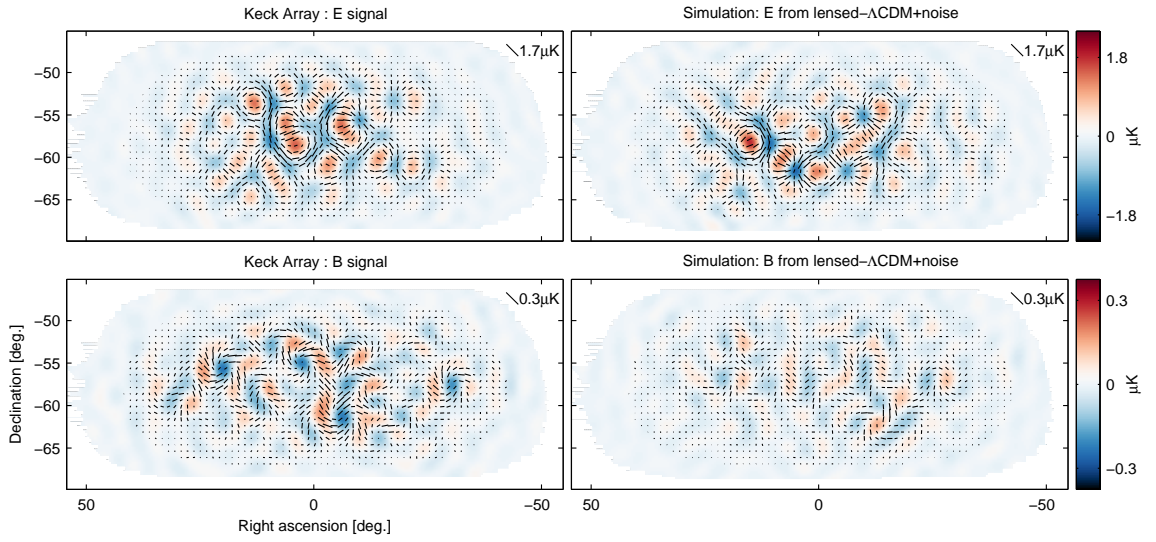 Keck Array : E signal
Simulation: E from lensed−ΛCDM+noise
1.7μK
1.7μK
−50
−55
−60
−65
1.8
0
−1.8
μK
Keck Array : B signal
Simulation: B from lensed−ΛCDM+noise
0.3μK
0.3μK
−50
−55
−60
−65
Declination [deg.]
0.3
0
−0.3
μK
50
0
−50
50
0
−50
Right ascension [deg.]